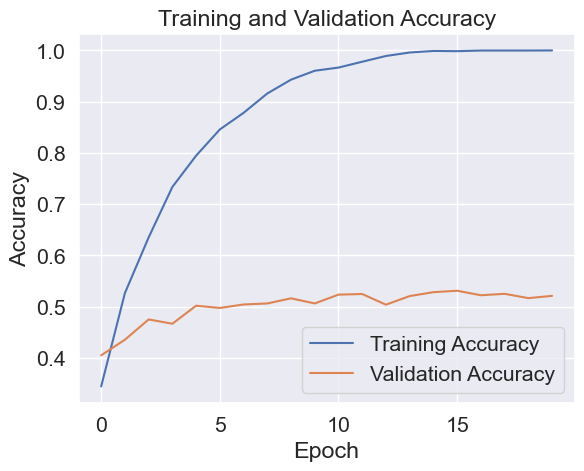 Training and Validation Accuracy
1.0
0.9
0.8
0.7
0.6
0.5
0.4
Accuracy
Training Accuracy
Validation Accuracy
0 5 10 15
Epoch